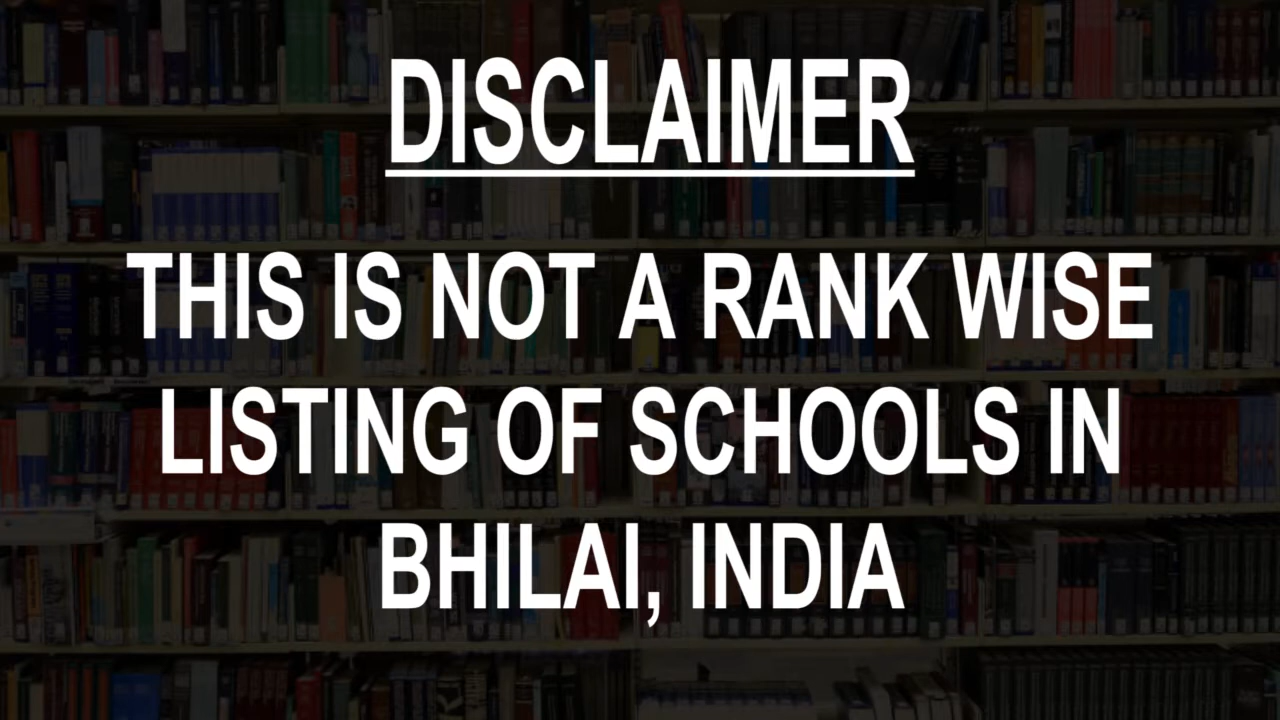 DISCLAIMER
THIS IS NOT A RANK WISE
LISTING OF SCHOOLS IN
BHILAI, INDIA